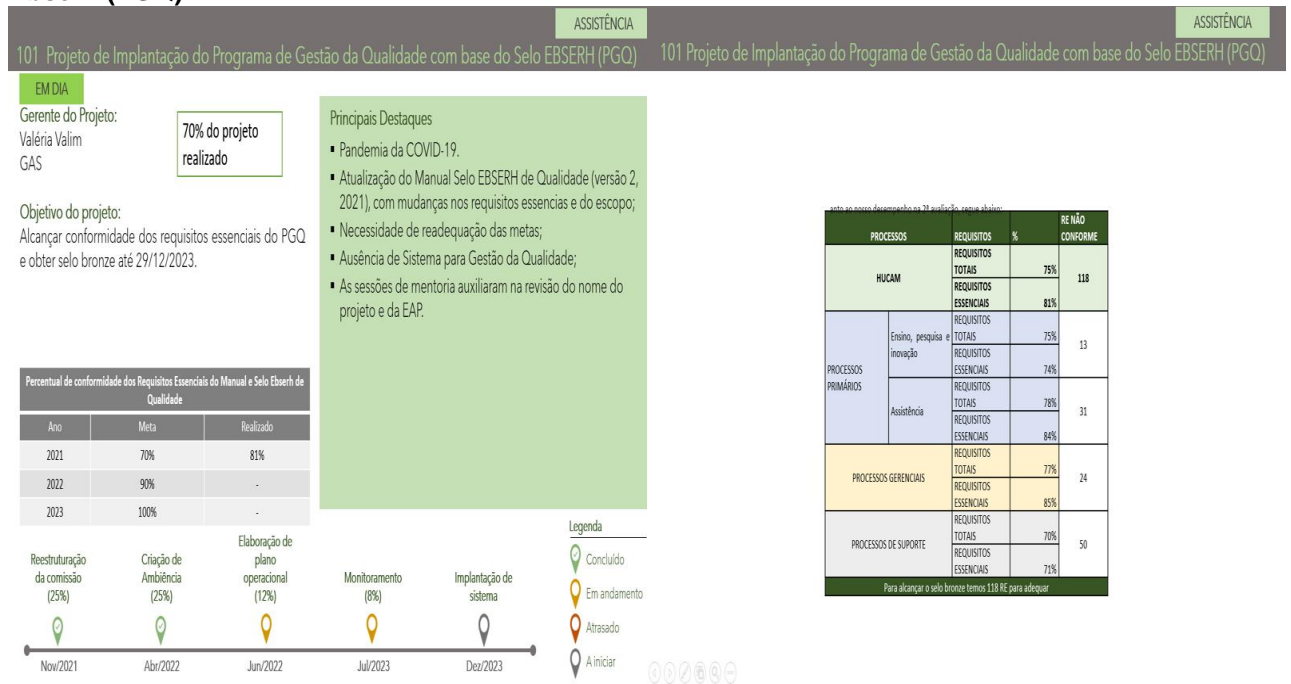 ASSISTÊNCIA
101 Projeto de Implantação do Programa de Gestão da Qualidade com base do Selo EBSERH (PGQ)
EM DIA
Gerente do Projeto:
Valéria Valim
GAS
70% do projeto
realizado
Objetivo do projeto:
Alcançar conformidade dos requisitos essenciais do PGQ
e obter selo bronze até 29/12/2023.
Principais Destaques
▪ Pandemia da COVID-19.
▪ Atualização do Manual Selo EBSERH de Qualidade (versão 2,
2021), com mudanças nos requisitos essencias e do escopo;
▪ Necessidade de readequação das metas;
▪ Ausência de Sistema para Gestão da Qualidade;
▪ As sessões de mentoria auxiliaram na revisão do nome do
projeto e da EAP.
Percentual de conformidade dos Requisitos Essenciais do Manual e Selo Ebserh de
Qualidade
Ano Meta Realizado
2021 70% 81%
2022 90% -
2023 100% -
Reestruturação
da comissão
(25%)
Criação de
Ambiência
(25%)
Elaboração de
plano
operacional
(12%)
Monitoramento
(8%)
Implantação de
sistema
Nov/2021 Abr/2022 Jun/2022 Jul/2023 Dez/2023
Legenda
Concluído
Em andamento
Atrasado
A iniciar
ASSISTÊNCIA
101 Projeto de Implantação do Programa de Gestão da Qualidade com base do Selo EBSERH (PGQ)
anto ao nosso desempenho na 2ª avaliação, segue abaixo:
PROCESSOS REQUISITOS % RE NÃO
CONFORME
HUCAM
REQUISITOS
TOTAIS 75%
REQUISITOS
ESSENCIAIS 81%
118
PROCESSOS
PRIMÁRIOS
Ensino, pesquisa e
inovação
REQUISITOS
TOTAIS 75%
REQUISITOS
ESSENCIAIS 74%
13
Assistência
REQUISITOS
TOTAIS 78%
REQUISITOS
ESSENCIAIS 84%
31
PROCESSOS GERENCIAIS
REQUISITOS
TOTAIS 77%
REQUISITOS
ESSENCIAIS 85%
24
PROCESSOS DE SUPORTE
REQUISITOS
TOTAIS 70%
REQUISITOS
ESSENCIAIS 71%
50
Para alcançar o selo bronze temos 118 RE para adequar